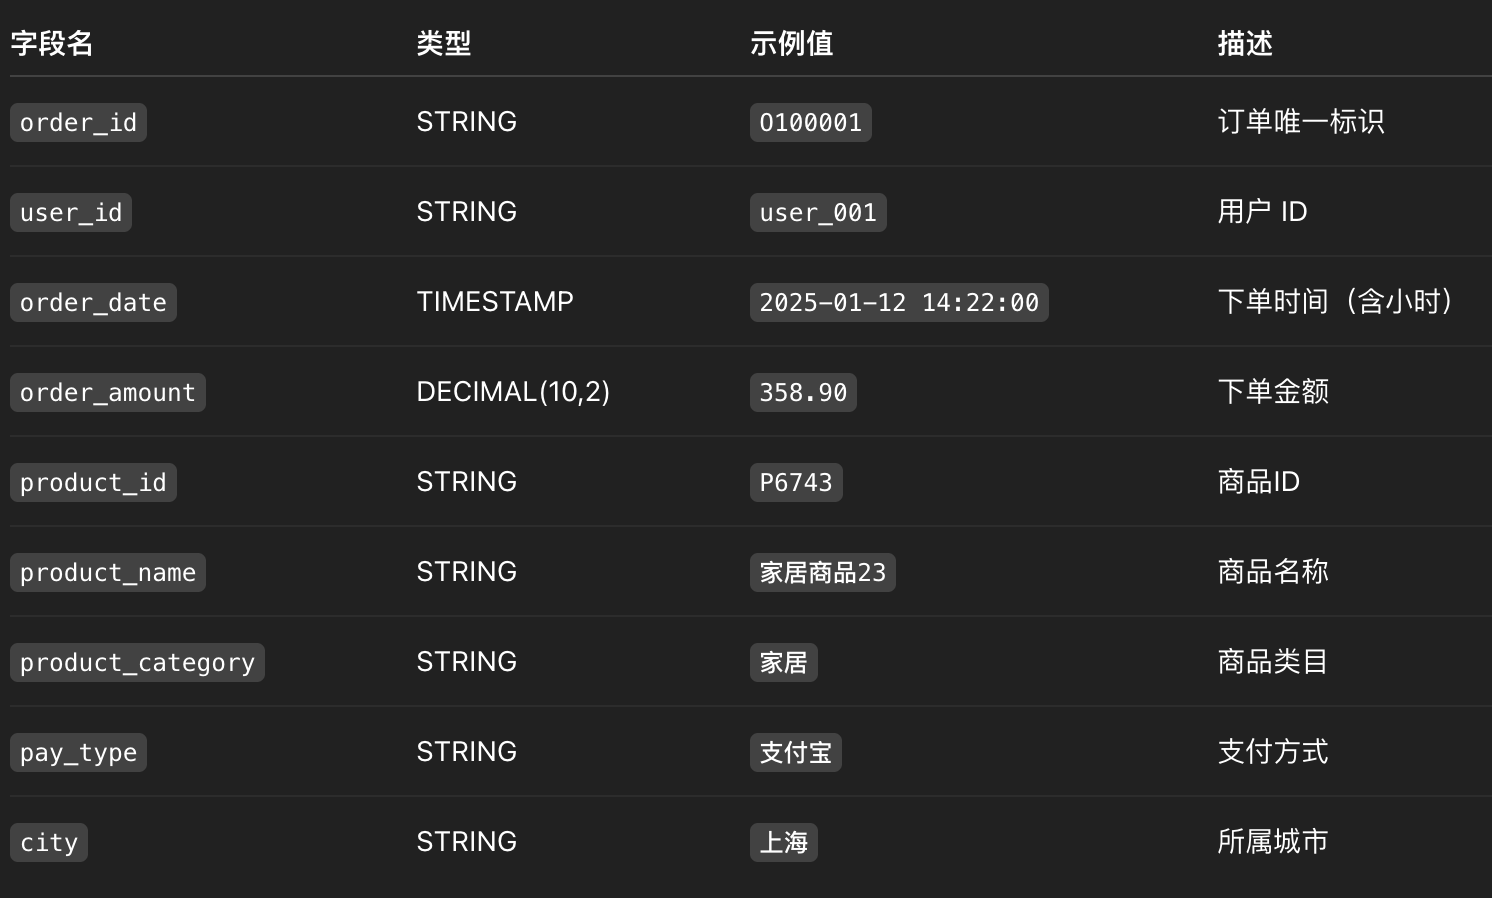 字段名 类型 示例值 描述
order_id STRING O100001 订单唯一标识
user_id STRING user_001 用户 ID
order_date TIMESTAMP 2025-01-12 14:22:00 下单时间（含小时）
order_amount DECIMAL(10,2) 358.90 下单金额
product_id STRING P6743 商品ID
product_name STRING 家居商品23 商品名称
product_category STRING 家居 商品类目
pay_type STRING 支付宝 支付方式
city STRING 上海 所属城市